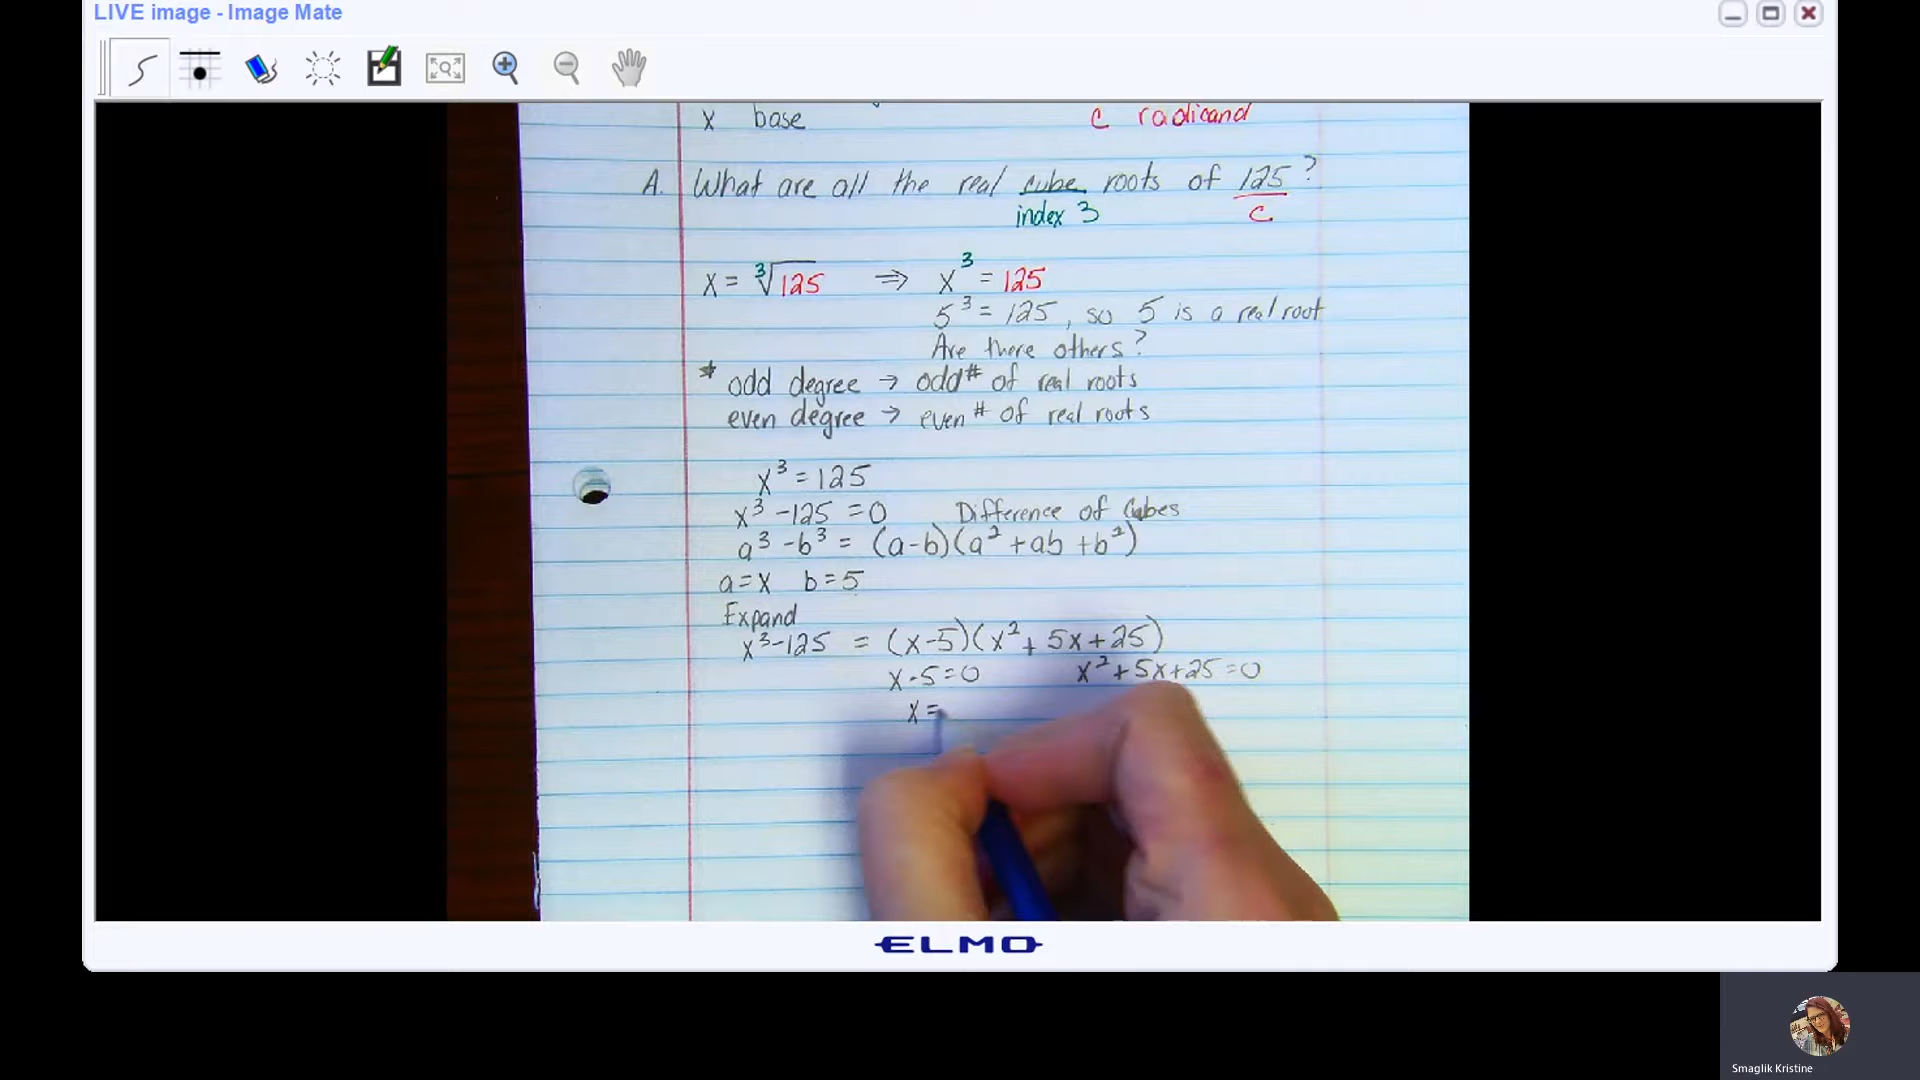 LIVE image - Image Mate
x base
c radicand
A. What are all the real cube roots of 125?
index 3
c
x = ∛125 ⇒ x³ = 125
5³ = 125, so 5 is a real root
Are there others?
* odd degree → odd # of real roots
even degree → even # of real roots
x³ = 125
x³ - 125 = 0 Difference of Cubes
a³ - b³ = (a-b)(a² + ab + b²)
a = x b = 5
Expand
x³ - 125 = (x-5)(x² + 5x + 25)
x - 5 = 0 x² + 5x + 25 = 0
x =
ELMO
Smaglik Kristine